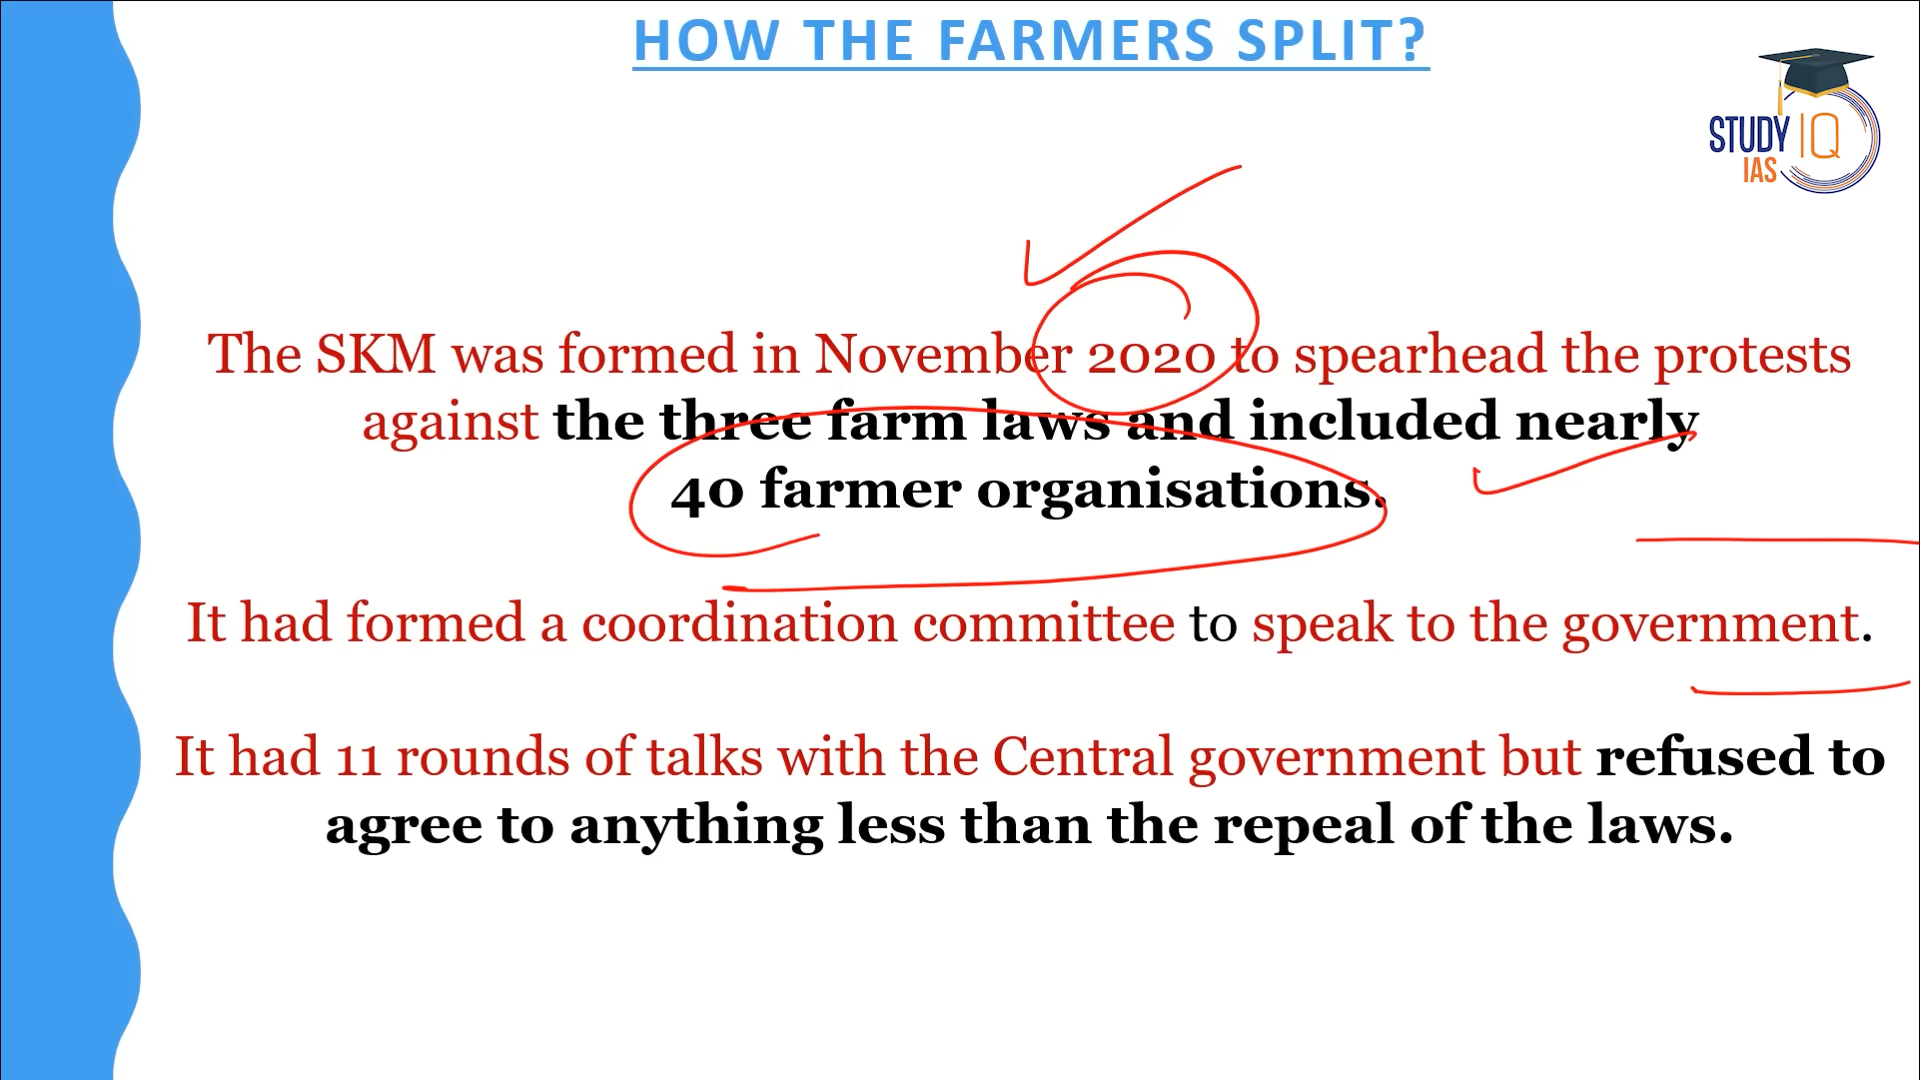 HOW THE FARMERS SPLIT?
STUDY IQ
IAS
The SKM was formed in November 2020 to spearhead the protests
against the three farm laws and included nearly
40 farmer organisations.
It had formed a coordination committee to speak to the government.
It had 11 rounds of talks with the Central government but refused to
agree to anything less than the repeal of the laws.